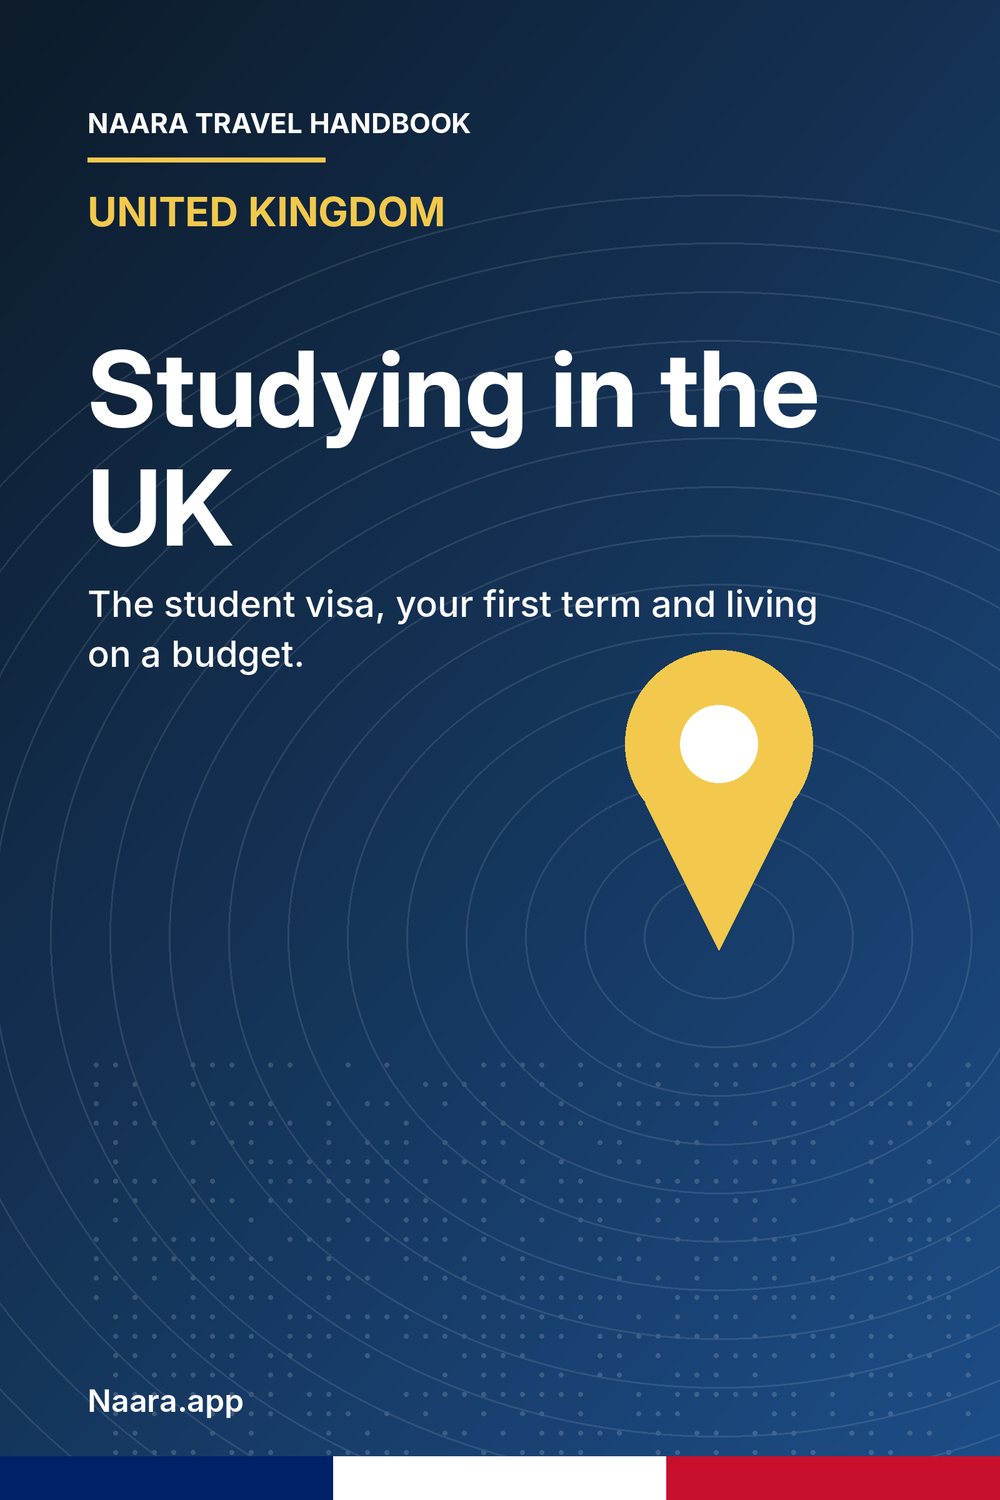 NAARA TRAVEL HANDBOOK
UNITED KINGDOM
Studying in the
UK
The student visa, your first term and living
on a budget.
Naara.app